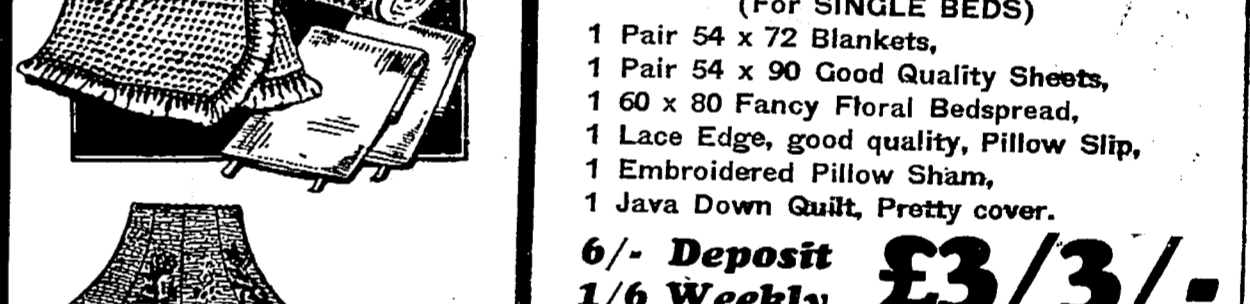 (For SINGLE BEDS)
1 Pair 54 x 72 Blankets,
1 Pair 54 x 90 Good Quality Sheets,
1 60 x 80 Fancy Floral Bedspread,
1 Lace Edge, good quality, Pillow Slip,
1 Embroidered Pillow Sham,
1 Java Down Quilt, Pretty cover.
6/- Deposit
1/6 Weekly
£3/3/-